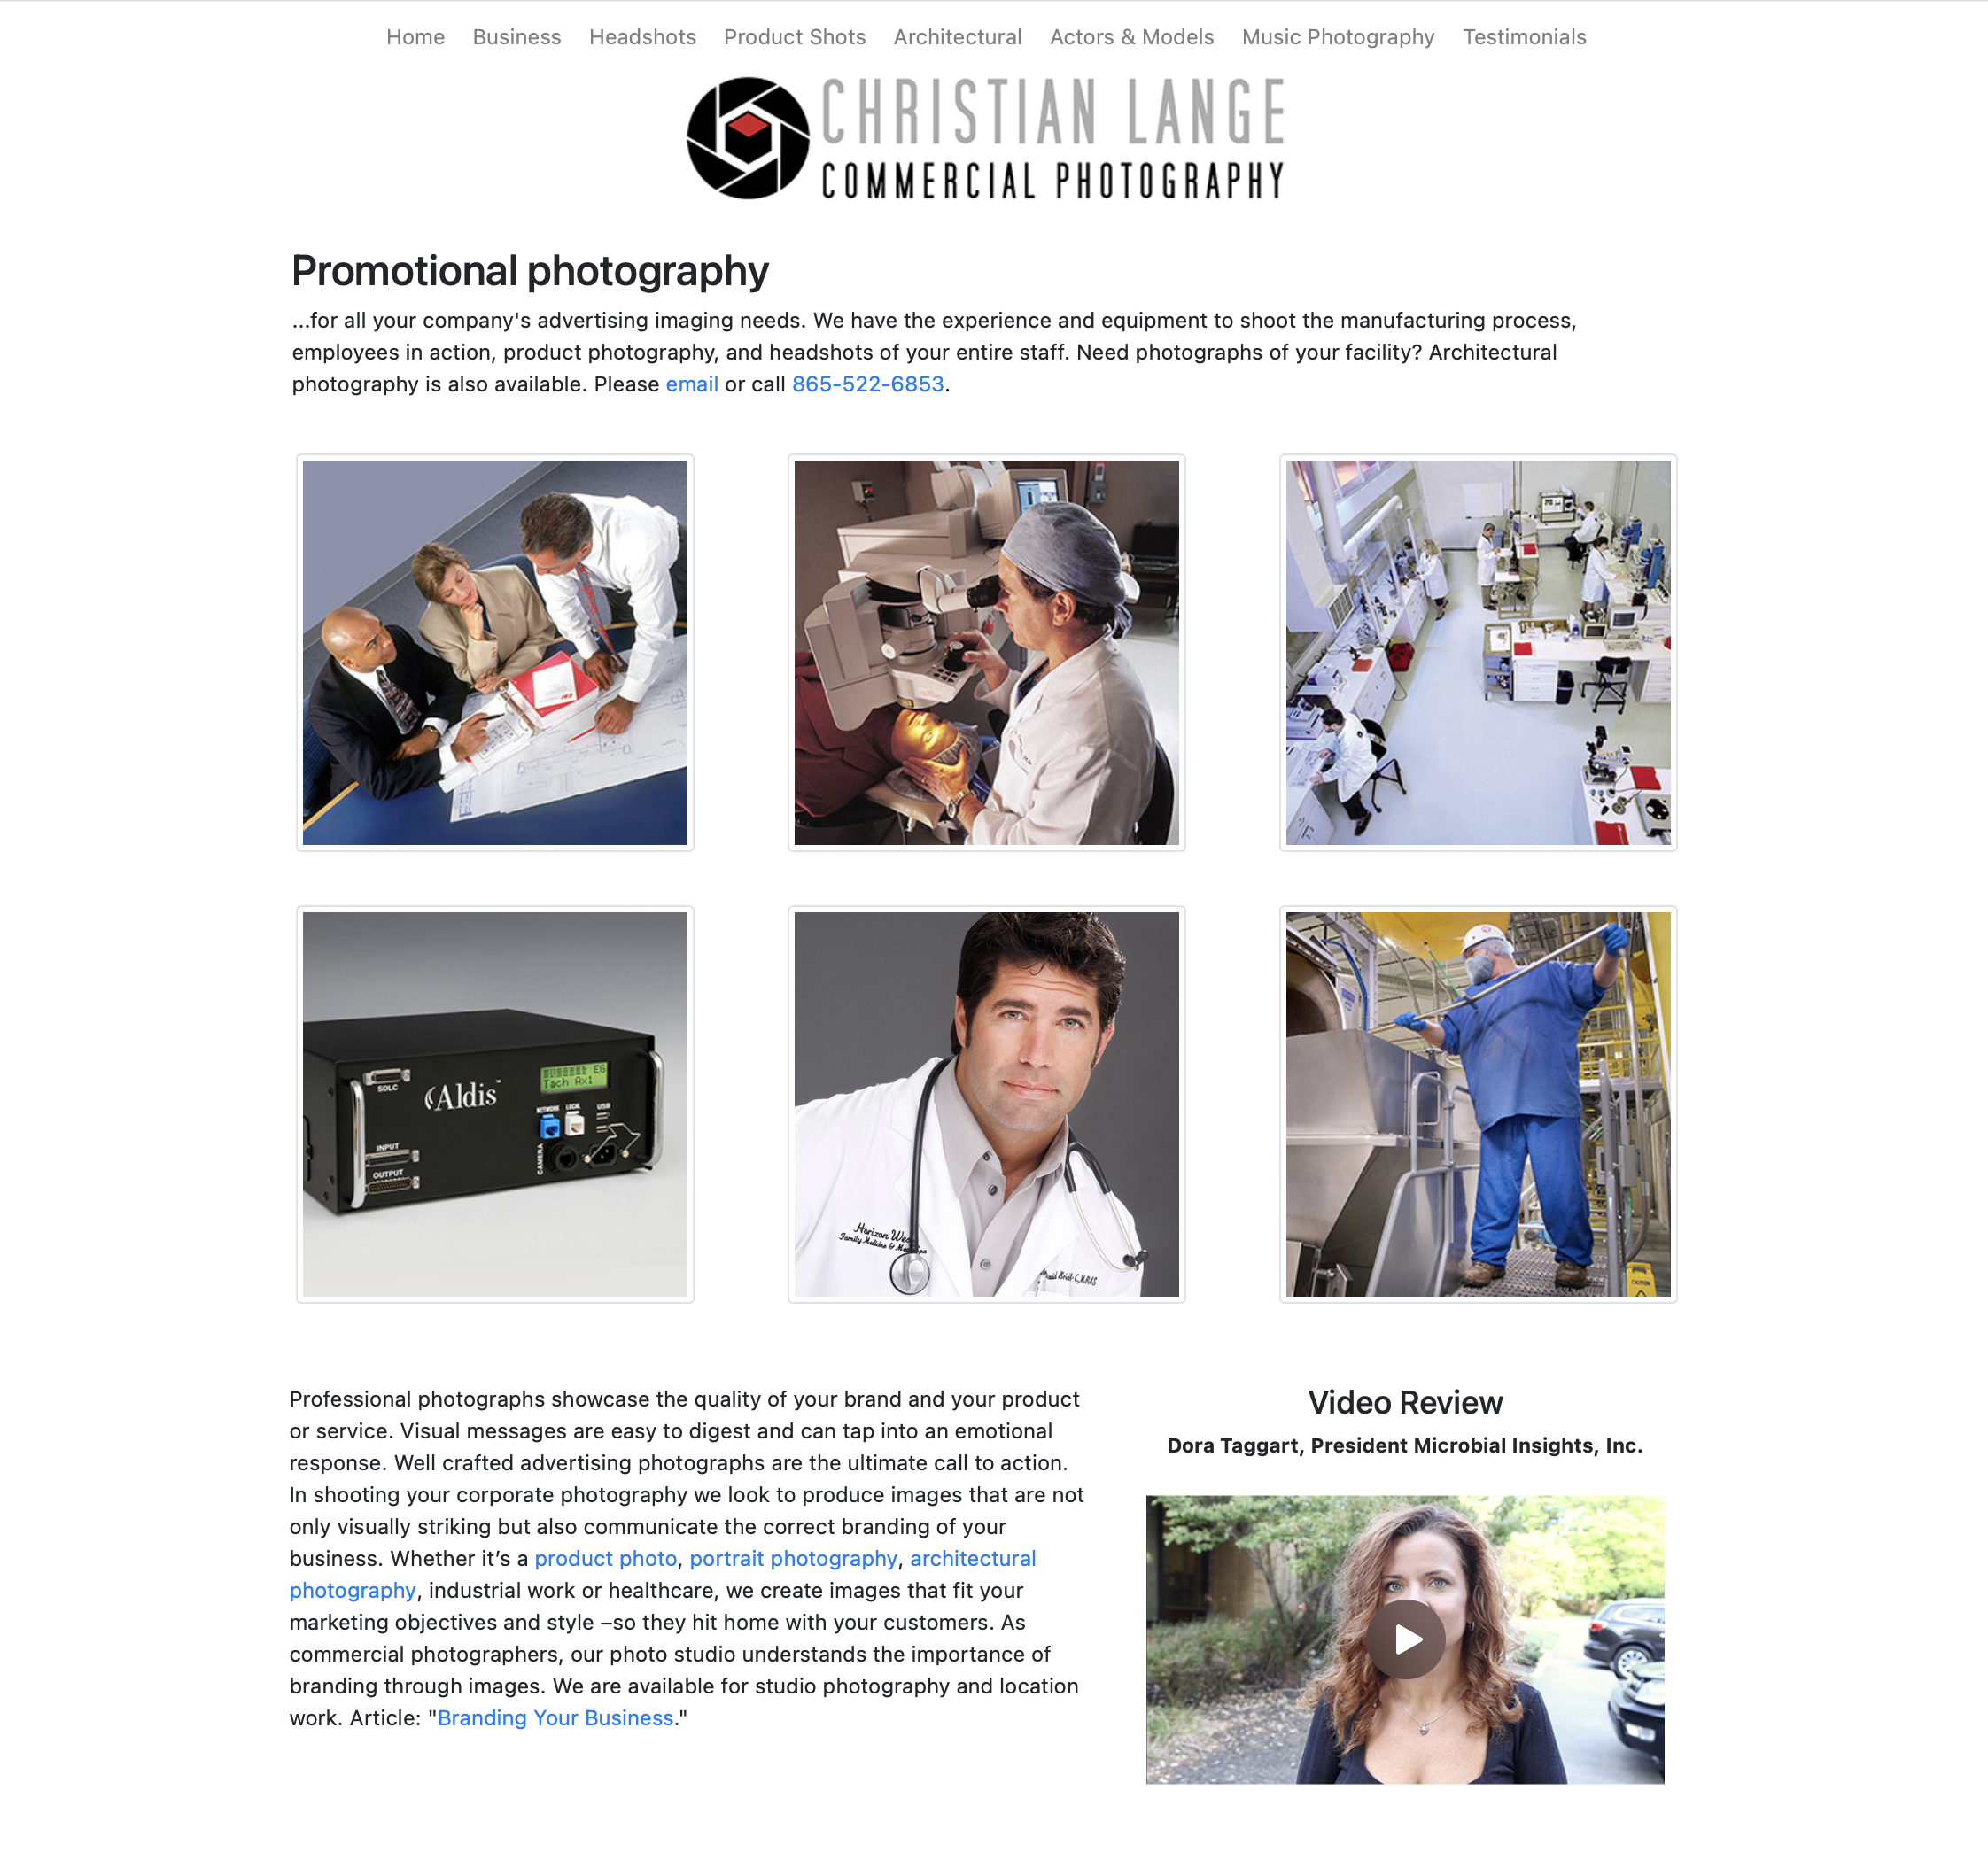 Home Business Headshots Product Shots Architectural Actors & Models Music Photography Testimonials
CHRISTIAN LANGE
COMMERCIAL PHOTOGRAPHY
Promotional photography
...for all your company's advertising imaging needs. We have the experience and equipment to shoot the manufacturing process,
employees in action, product photography, and headshots of your entire staff. Need photographs of your facility? Architectural
photography is also available. Please email or call 865-522-6853.
SDLC
Aldis™
EG
Tach Ax1
NETWORK LOCAL USB
INPUT
OUTPUT
CAMERA
Horizon
Family Medicine &
CAUTION
Professional photographs showcase the quality of your brand and your product
or service. Visual messages are easy to digest and can tap into an emotional
response. Well crafted advertising photographs are the ultimate call to action.
In shooting your corporate photography we look to produce images that are not
only visually striking but also communicate the correct branding of your
business. Whether it’s a product photo, portrait photography, architectural
photography, industrial work or healthcare, we create images that fit your
marketing objectives and style –so they hit home with your customers. As
commercial photographers, our photo studio understands the importance of
branding through images. We are available for studio photography and location
work. Article: "Branding Your Business."
Video Review
Dora Taggart, President Microbial Insights, Inc.